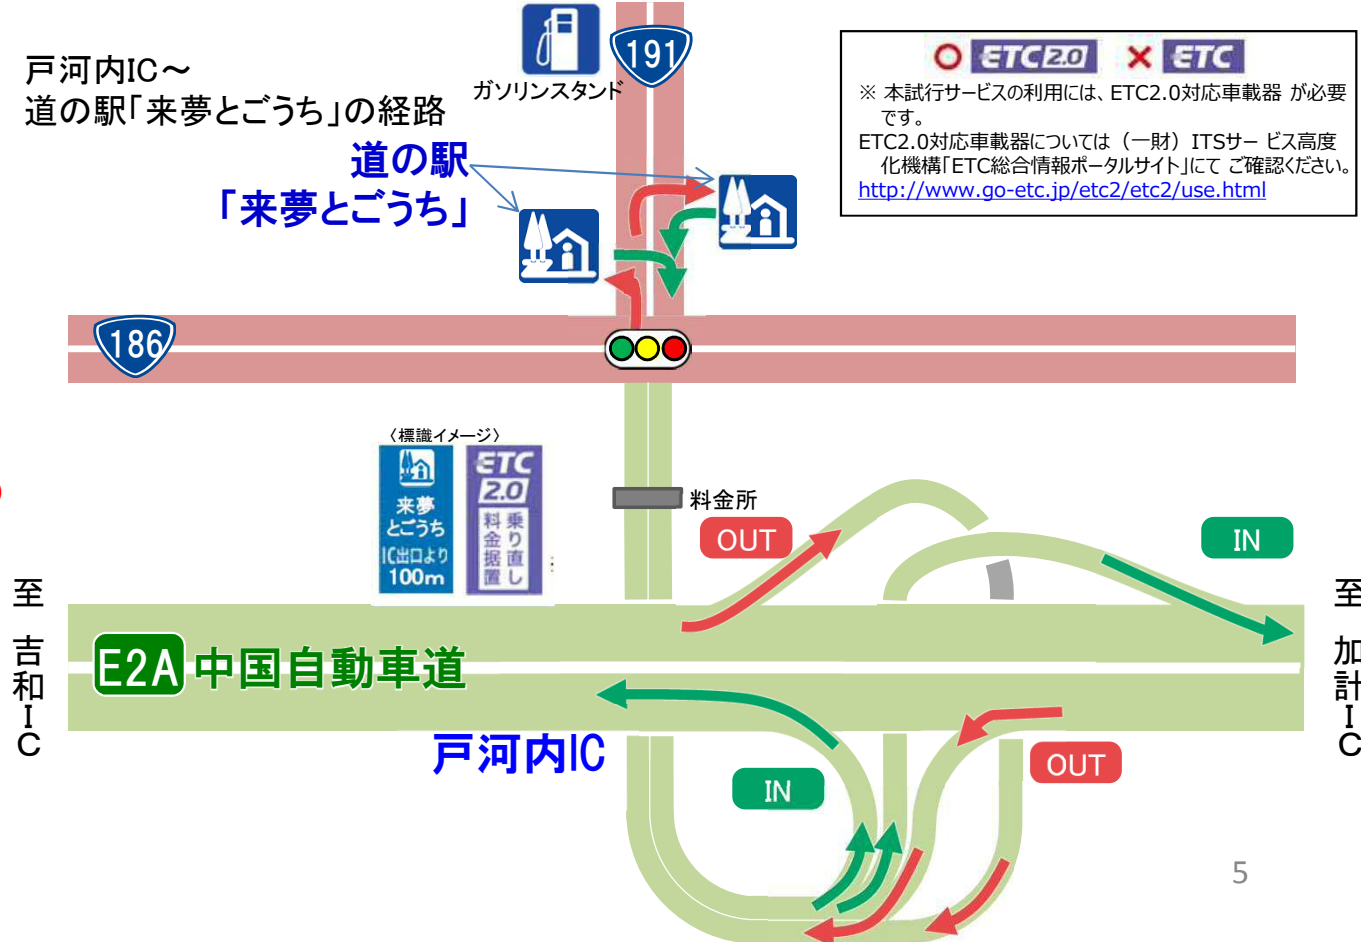 戸河内IC～
道の駅「来夢とごうち」の経路
ガソリンスタンド
191
ETC2.0
ETC
※ 本試行サービスの利用には、ETC2.0対応車載器 が必要
です。
ETC2.0対応車載器については（一財）ITSサー ビス高度
化機構「ETC総合情報ポータルサイト」にて ご確認ください。
http://www.go-etc.jp/etc2/etc2/use.html
道の駅
「来夢とごうち」
186
〈標識イメージ〉
来夢
とごうち
IC出口より
100m
ETC
2.0
乗り直し
料金据置
料金所
OUT
IN
至 吉和IC
至 加計IC
E2A 中国自動車道
戸河内IC
IN
OUT
5